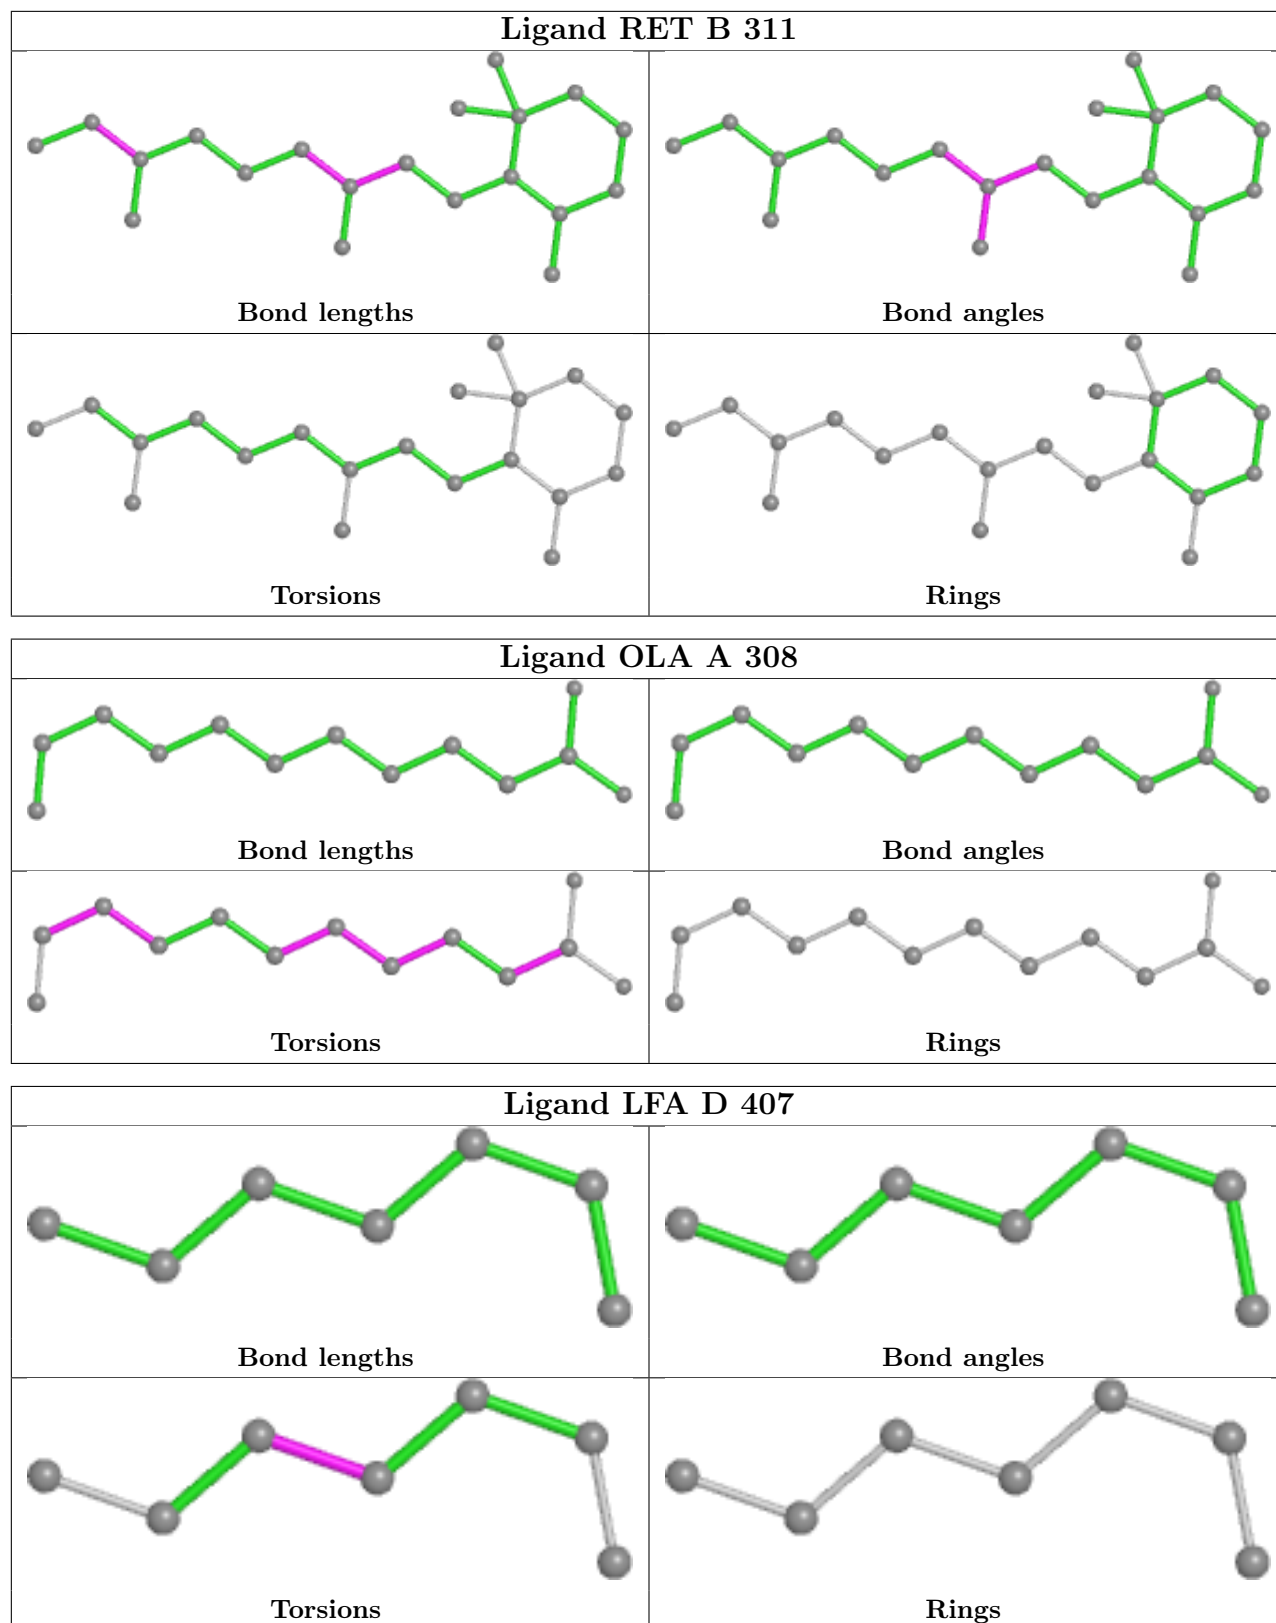 Ligand RET B 311
Bond lengths
Bond angles
Torsions
Rings
Ligand OLA A 308
Bond lengths
Bond angles
Torsions
Rings
Ligand LFA D 407
Bond lengths
Bond angles
Torsions
Rings